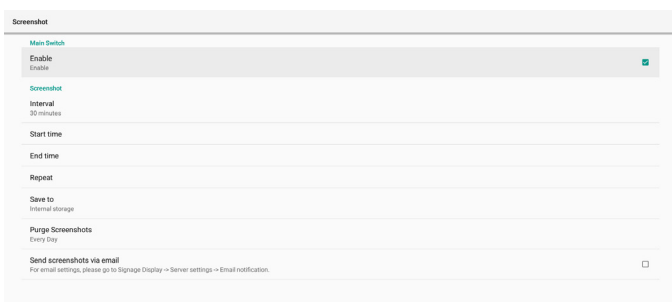 Screenshot
Main Switch
Enable
Enable
Screenshot
Interval
30 minutes
Start time
End time
Repeat
Save to
Internal storage
Purge Screenshots
Every Day
Send screenshots via email
For email settings, please go to Signage Display -> Server settings -> Email notification.